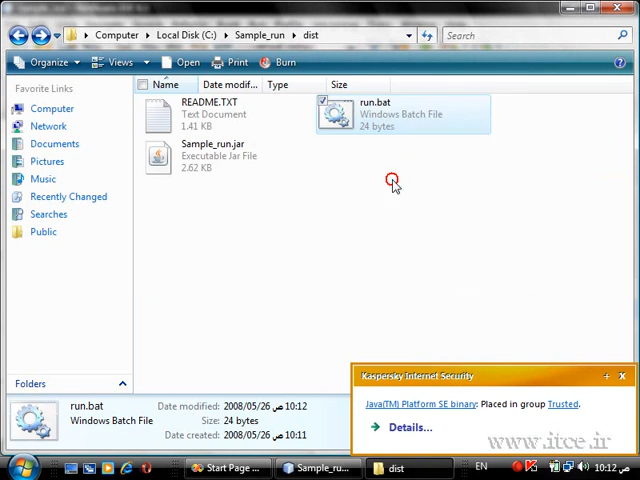 Computer Local Disk (C:) Sample_run dist
Search
Organize Views Open Print Burn
Favorite Links
Name Date modif... Type Size
Computer
Network
Documents
Pictures
Music
Recently Changed
Searches
Public
Folders
README.TXT
Text Document
1.41 KB
run.bat
Windows Batch File
24 bytes
Sample_run.jar
Executable Jar File
2.62 KB
run.bat
Windows Batch File
Date modified: 2008/05/26 ص 10:12
Size: 24 bytes
Date created: 2008/05/26 ص 10:11
Kaspersky Internet Security
Java(TM) Platform SE binary: Placed in group Trusted.
Details...
www.itce.ir
Start Page ...
Sample_ru...
dist
EN
10:12 ص